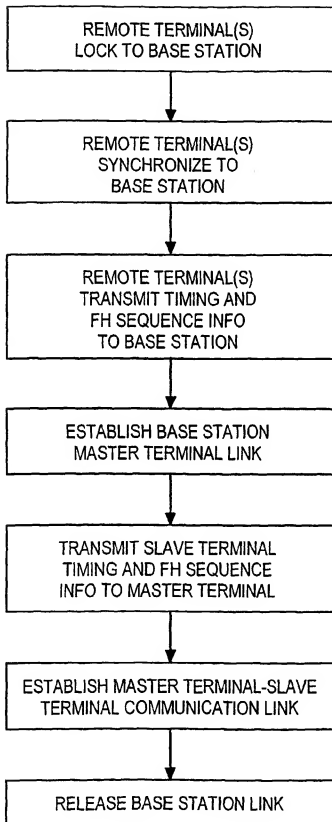 REMOTE TERMINAL(S)
LOCK TO BASE STATION
REMOTE TERMINAL(S)
SYNCHRONIZE TO
BASE STATION
REMOTE TERMINAL(S)
TRANSMIT TIMING AND
FH SEQUENCE INFO
TO BASE STATION
ESTABLISH BASE STATION
MASTER TERMINAL LINK
TRANSMIT SLAVE TERMINAL
TIMING AND FH SEQUENCE
INFO TO MASTER TERMINAL
ESTABLISH MASTER TERMINAL-SLAVE
TERMINAL COMMUNICATION LINK
RELEASE BASE STATION LINK